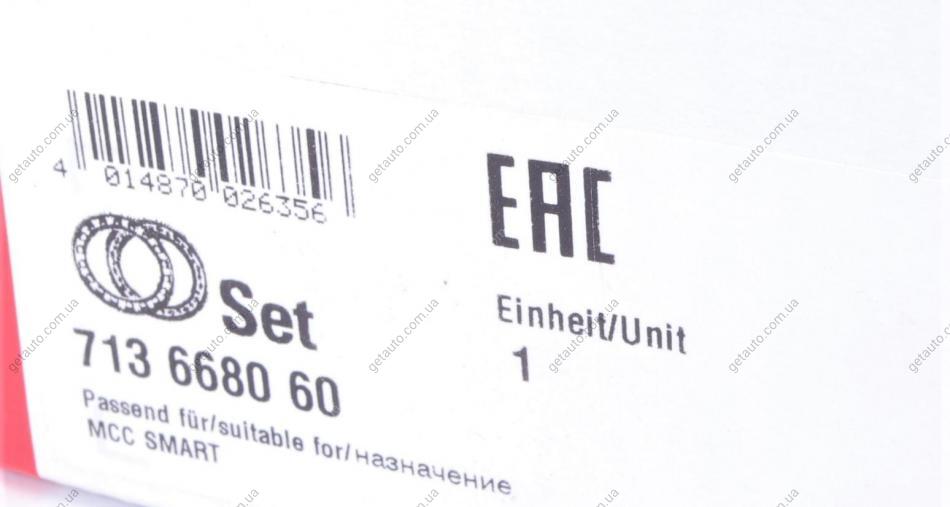 4 014870 026356
EAC
Set
713 6680 60
Einheit/Unit
1
Passend für/suitable for/назначение
MCC SMART
getauto.com.ua